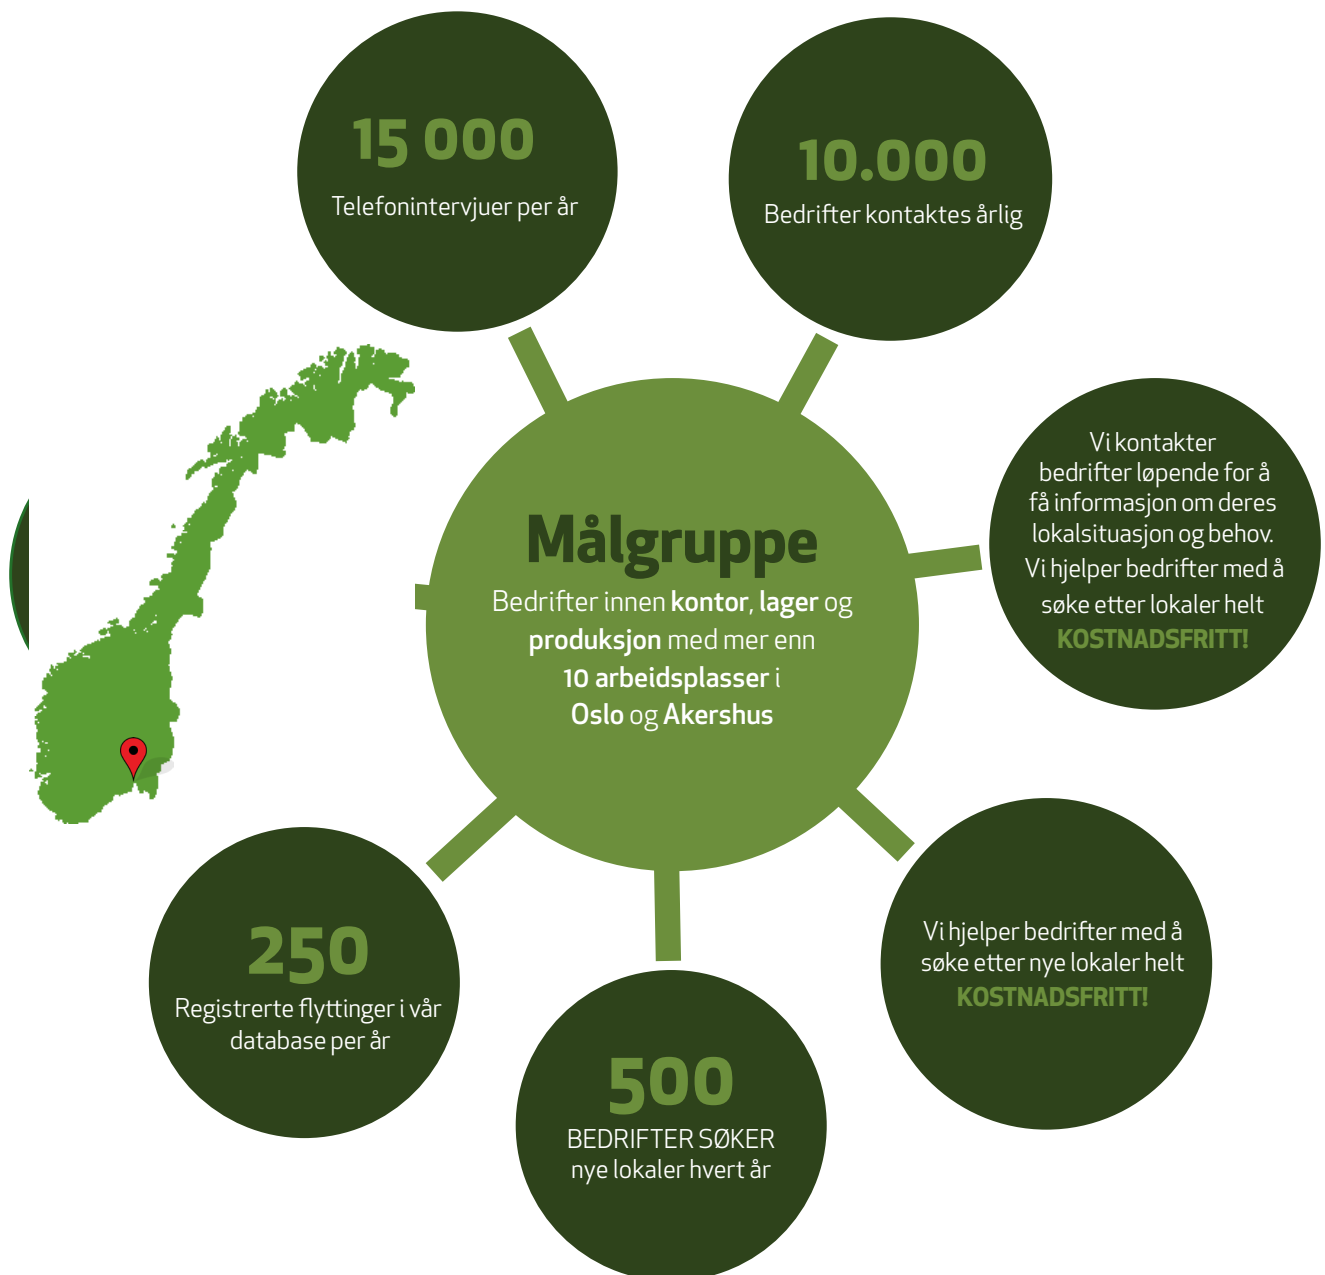 15 000
Telefonintervjuer per år
10.000
Bedrifter kontaktes årlig
Vi kontakter
bedrifter løpende for å
få informasjon om deres
lokalsituasjon og behov.
Vi hjelper bedrifter med å
søke etter lokaler helt
KOSTNADSFRITT!
Målgruppe
Bedrifter innen kontor, lager og
produksjon med mer enn
10 arbeidsplasser i
Oslo og Akershus
Vi hjelper bedrifter med å
søke etter nye lokaler helt
KOSTNADSFRITT!
250
Registrerte flyttinger i vår
database per år
500
BEDRIFTER SØKER
nye lokaler hvert år